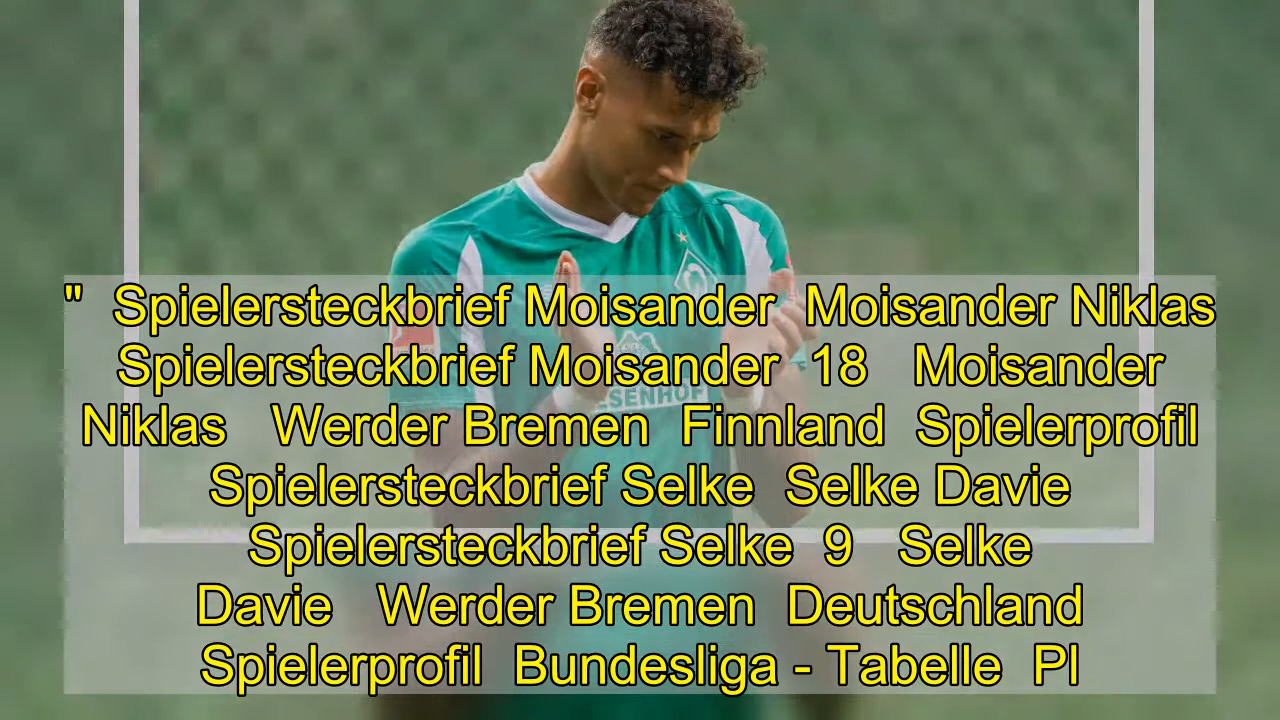 "  Spielersteckbrief Moisander  Moisander Niklas
Spielersteckbrief Moisander  18   Moisander
Niklas   Werder Bremen  Finnland  Spielerprofil
Spielersteckbrief Selke  Selke Davie
Spielersteckbrief Selke  9   Selke
Davie   Werder Bremen  Deutschland
Spielerprofil  Bundesliga - Tabelle  Pl